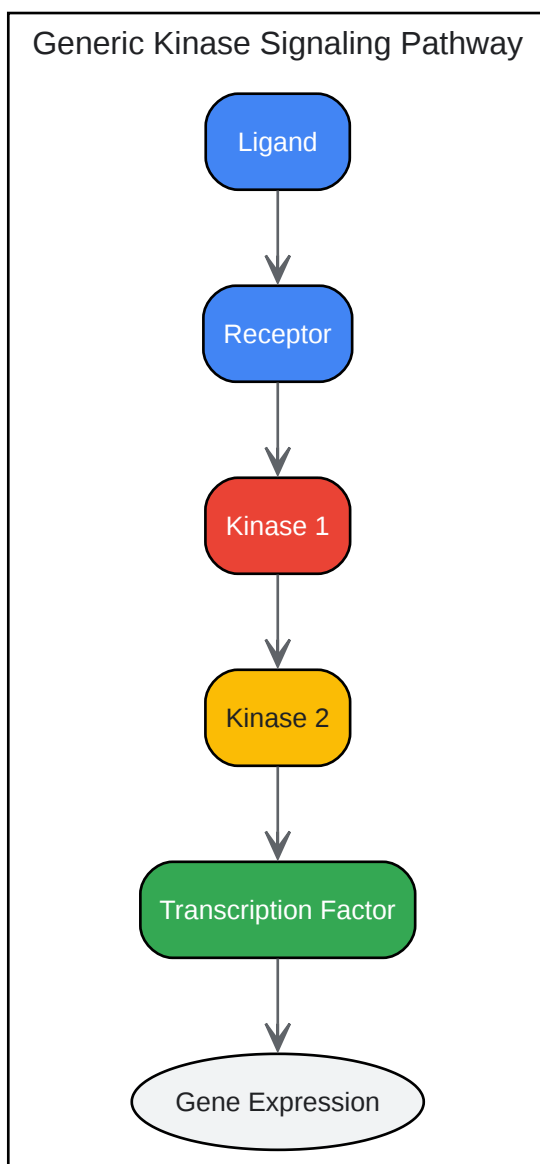 Generic Kinase Signaling Pathway
Ligand
Receptor
Kinase 1
Kinase 2
Transcription Factor
Gene Expression